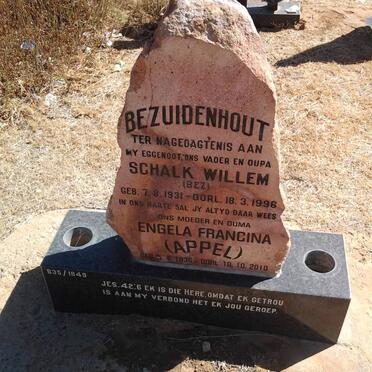 BEZUIDENHOUT
TER NAGEDAGTENIS AAN
MY EGGENOOT, ONS VADER EN OUPA
SCHALK WILLEM
(BEZ)
GEB. 7.8.1931 - OORL. 18.3.1996
IN ONS HARTE SAL JY ALTYD DAAR WEES
ONS MOEDER EN OUMA
ENGELA FRANCINA
(APPEL)
OORL. 10.10.2010
635/1949
JES. 42:6 EK IS DIE HERE, OMDAT EK GETROU
IS AAN MY VERBOND HET EK JOU GEROEP.